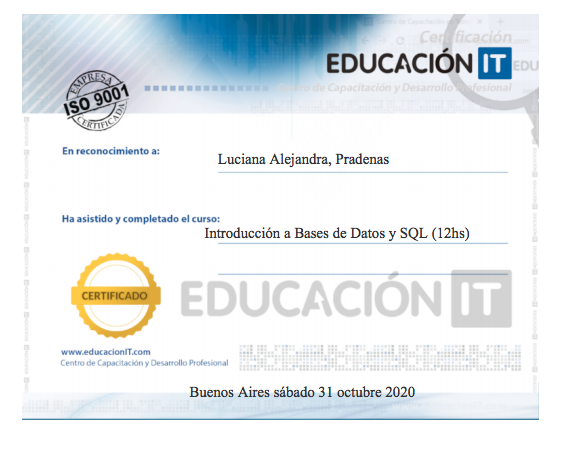 Certificación
EDUCACIÓN IT
EDU
Centro de Capacitación y Desarrollo Profesional
EMPRESA
ISO 9001
CERTIFICADA
En reconocimiento a:
Luciana Alejandra, Pradenas
Ha asistido y completado el curso:
Introducción a Bases de Datos y SQL (12hs)
CERTIFICADO
EDUCACIÓN IT
www.educacionIT.com
Centro de Capacitación y Desarrollo Profesional
Buenos Aires sábado 31 octubre 2020